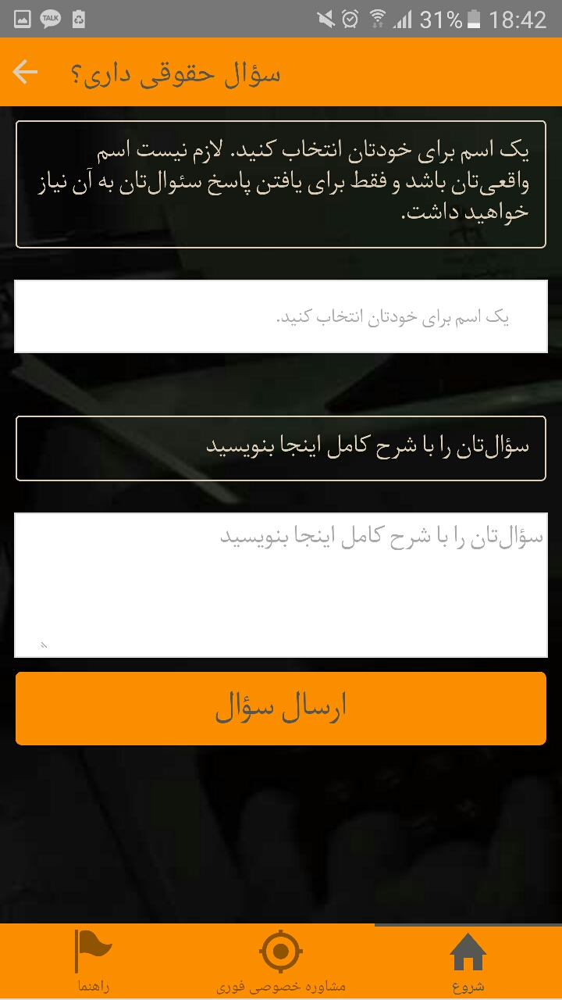 TALK
31%
18:42
سؤال حقوقی داری؟
یک اسم برای خودتان انتخاب کنید. لازم نیست اسم
واقعی‌تان باشد و فقط برای یافتن پاسخ سئوال‌تان به آن نیاز
خواهید داشت.
یک اسم برای خودتان انتخاب کنید.
سؤال‌تان را با شرح کامل اینجا بنویسید
سؤال‌تان را با شرح کامل اینجا بنویسید
ارسال سؤال
شروع
مشاوره خصوصی فوری
راهنما